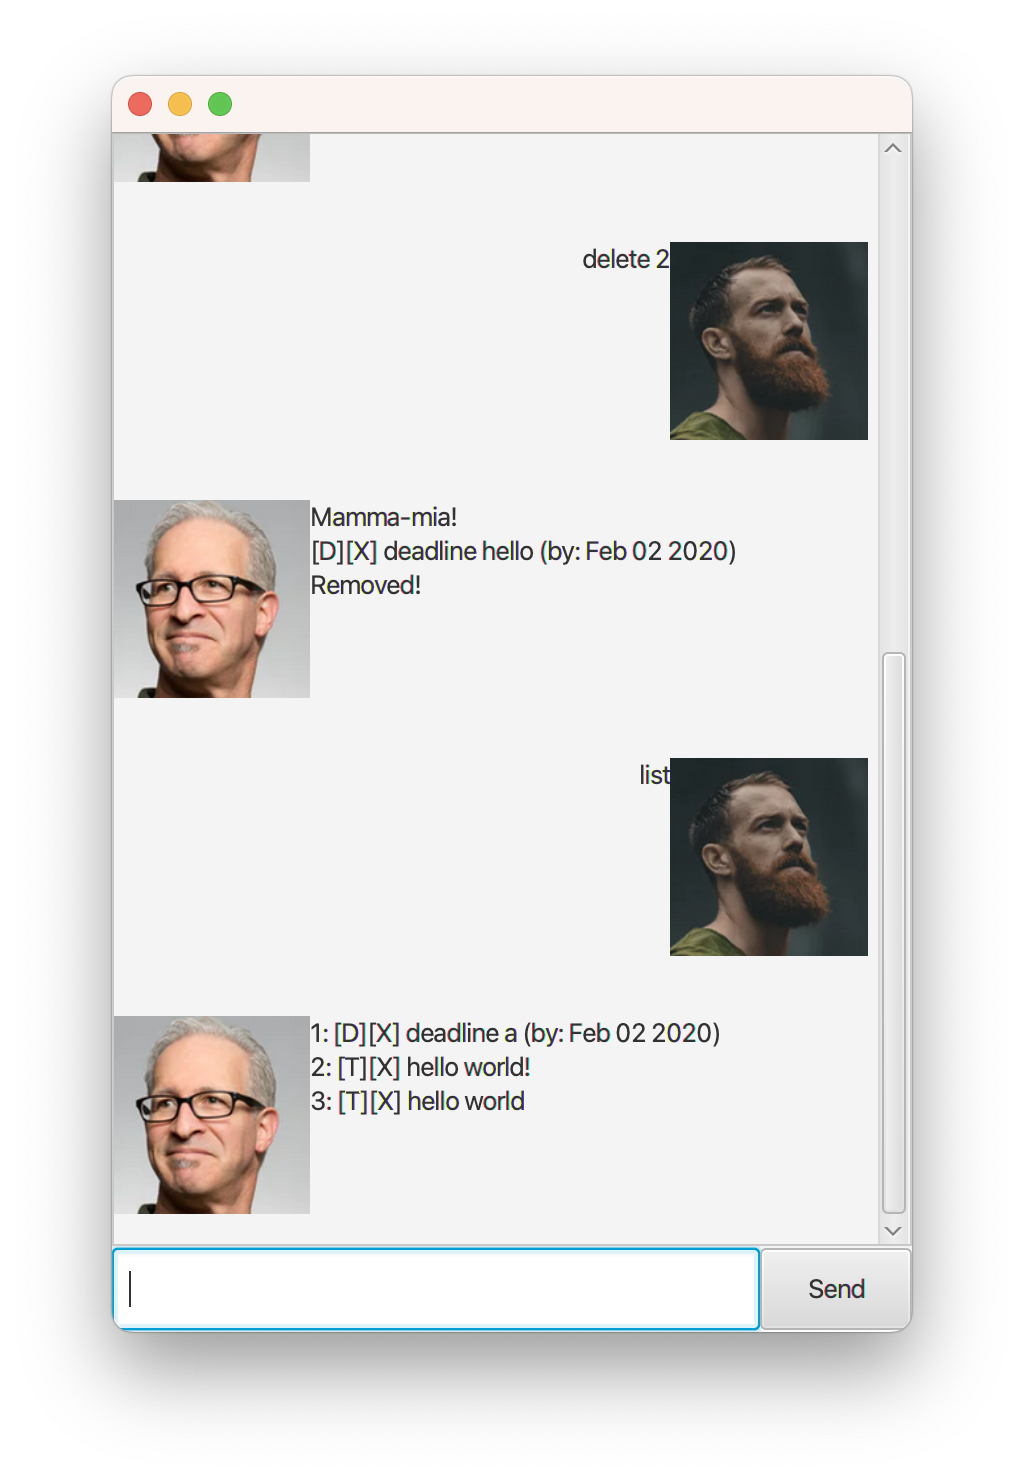 delete 2
Mamma-mia!
[D][X] deadline hello (by: Feb 02 2020)
Removed!
list
1: [D][X] deadline a (by: Feb 02 2020)
2: [T][X] hello world!
3: [T][X] hello world
Send